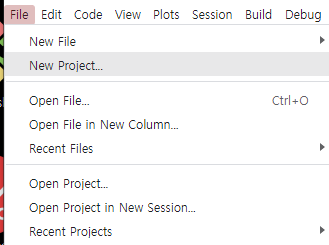 File Edit Code View Plots Session Build Debug
New File
New Project...
Open File... Ctrl+O
Open File in New Column...
Recent Files
Open Project...
Open Project in New Session...
Recent Projects